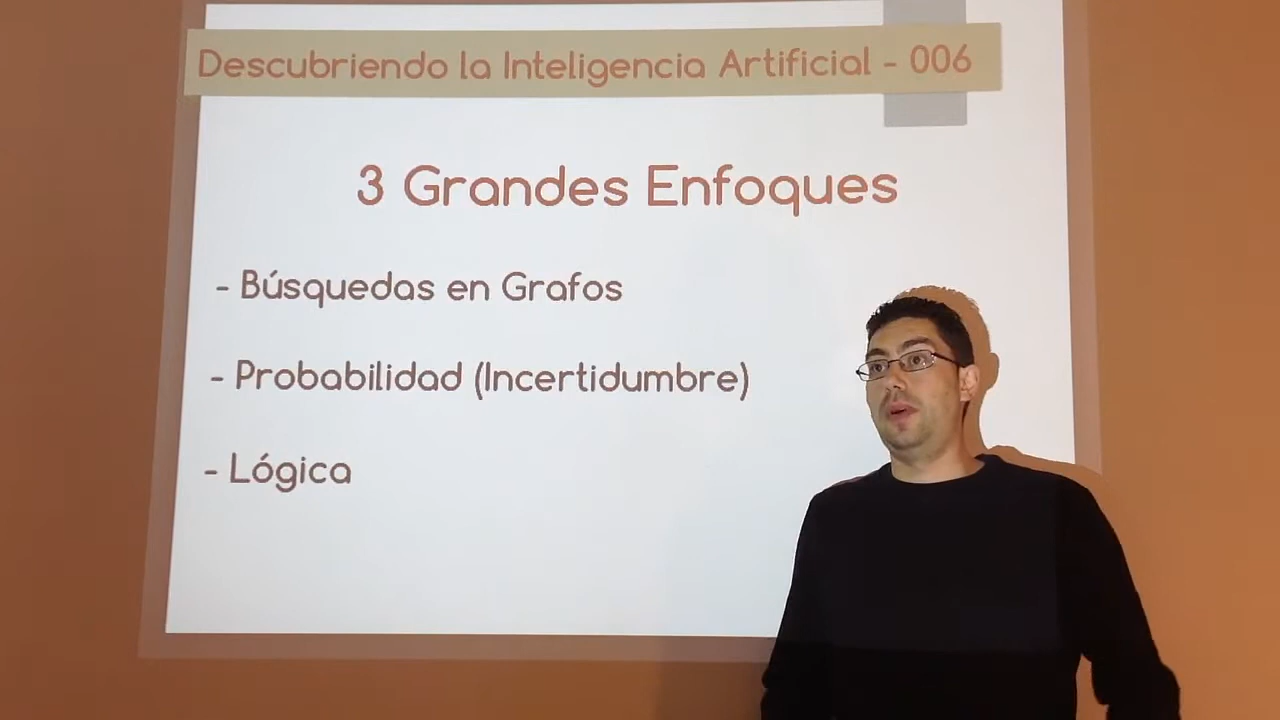 Descubriendo la Inteligencia Artificial - 006
3 Grandes Enfoques
- Búsquedas en Grafos
- Probabilidad (Incertidumbre)
- Lógica